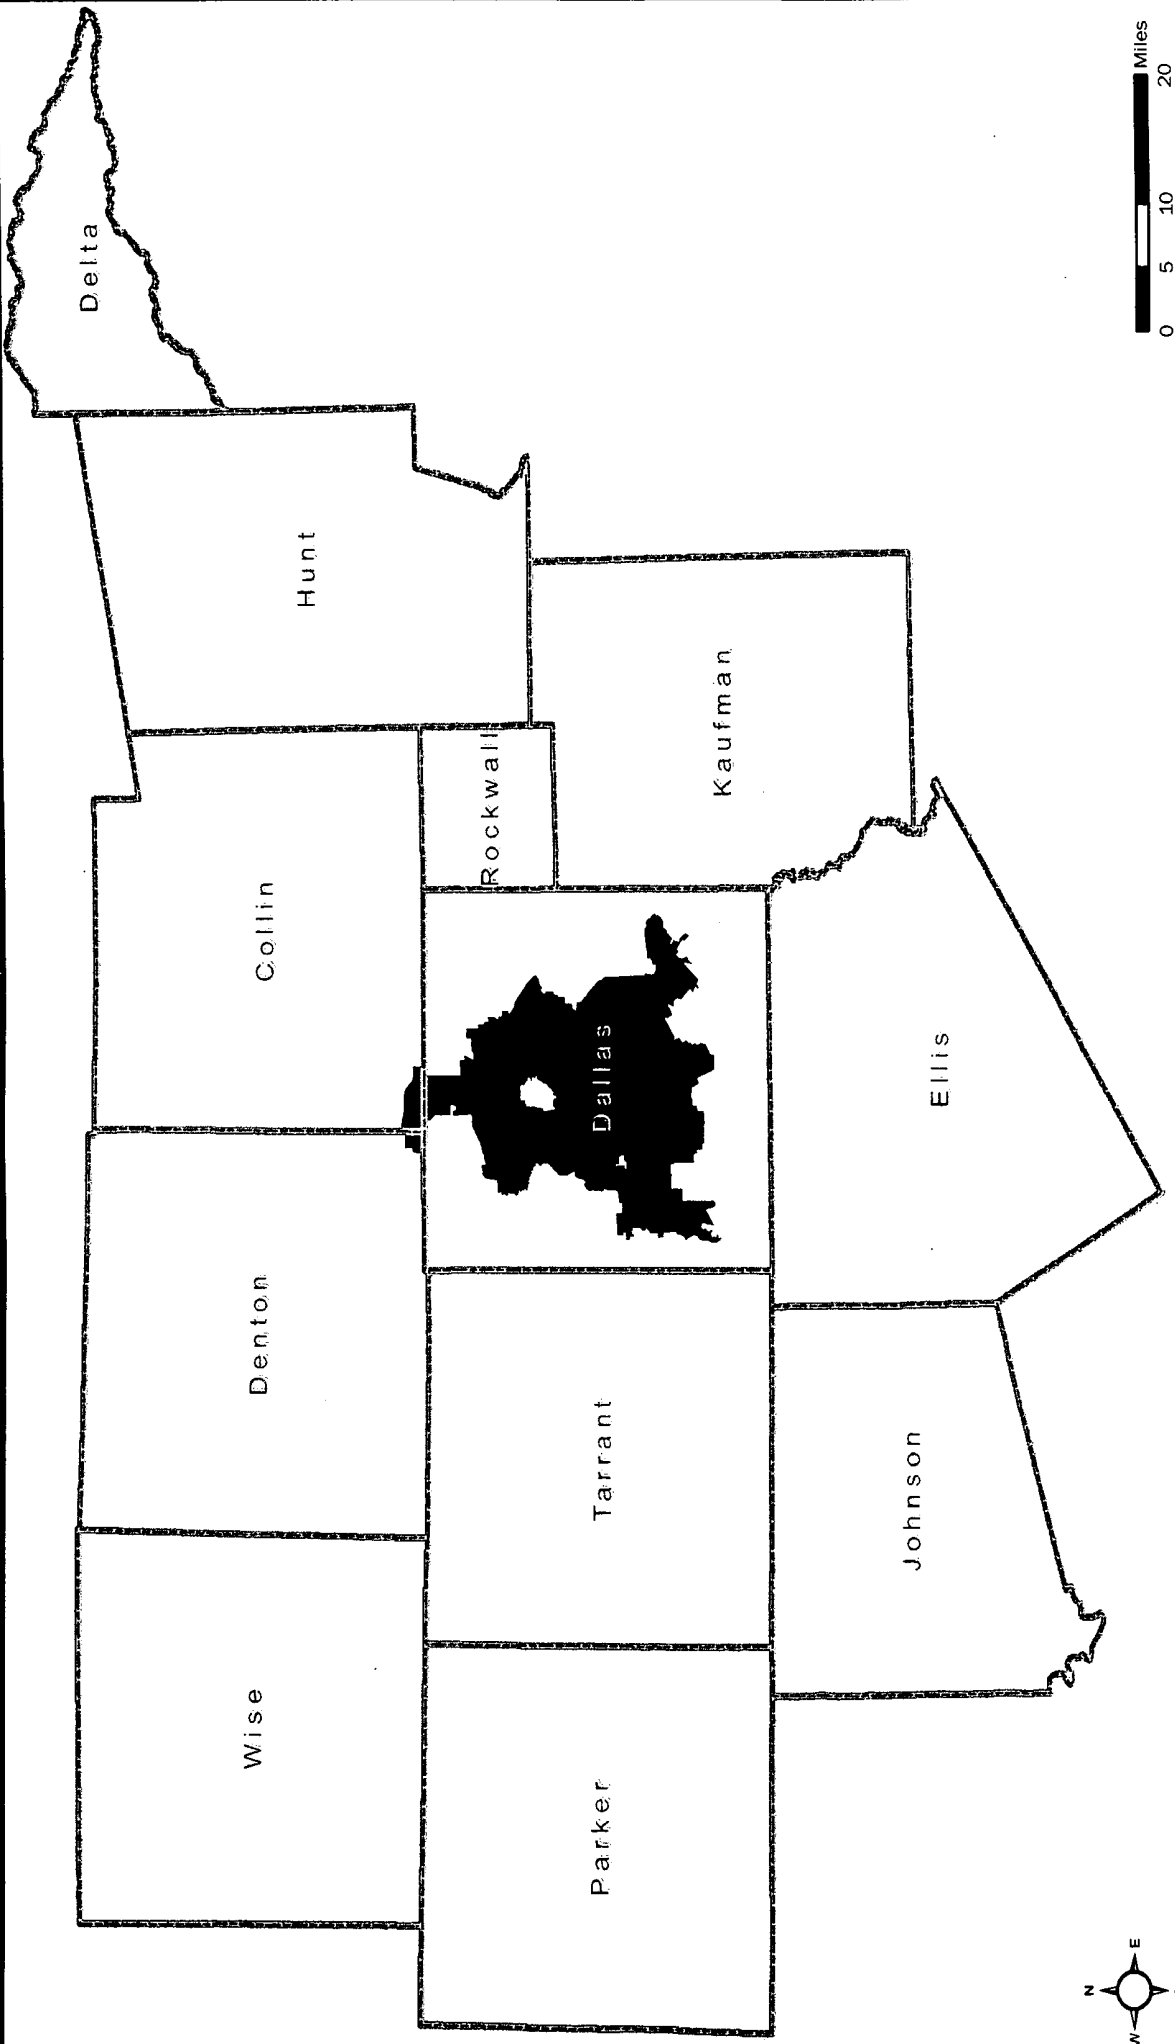 Delta
Wise
Denton
Collin
Hunt
Rockwall
Parker
Tarrant
Dallas
Kaufman
Johnson
Ellis
N
W E
Miles
0 5 10 20